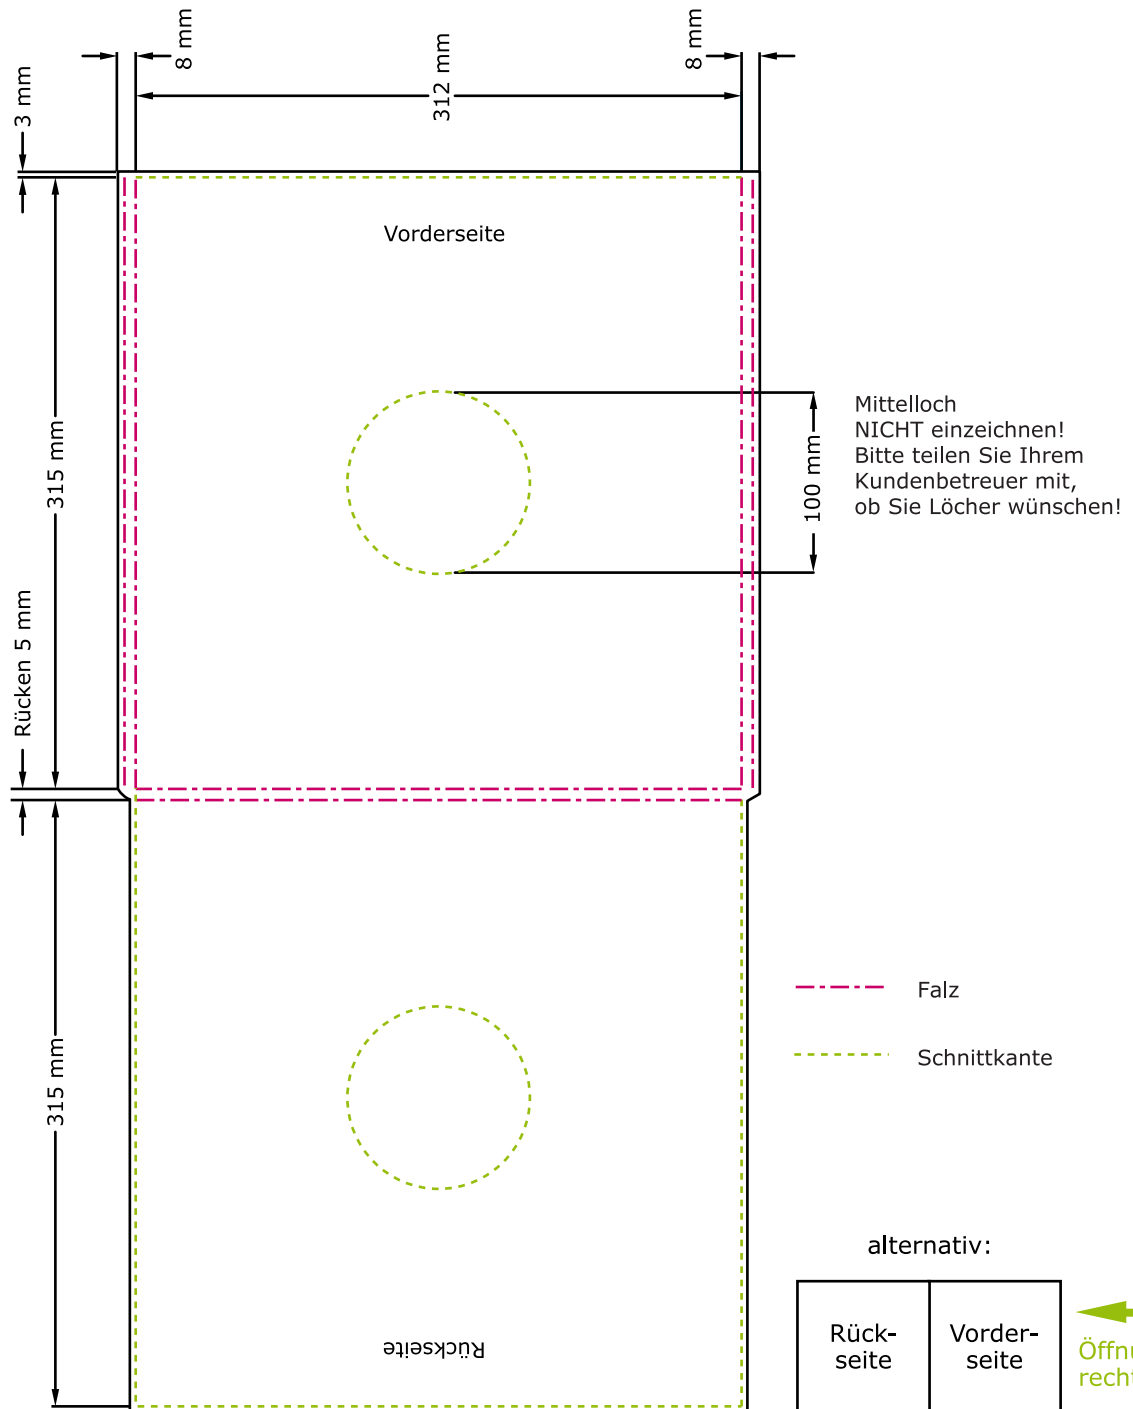 8 mm
312 mm
8 mm
3 mm
Vorderseite
315 mm
100 mm
Mittelloch
NICHT einzeichnen!
Bitte teilen Sie Ihrem
Kundenbetreuer mit,
ob Sie Löcher wünschen!
Rücken 5 mm
Falz
Schnittkante
315 mm
alternativ:
Rück-
seite
Vorder-
seite
Rückseite